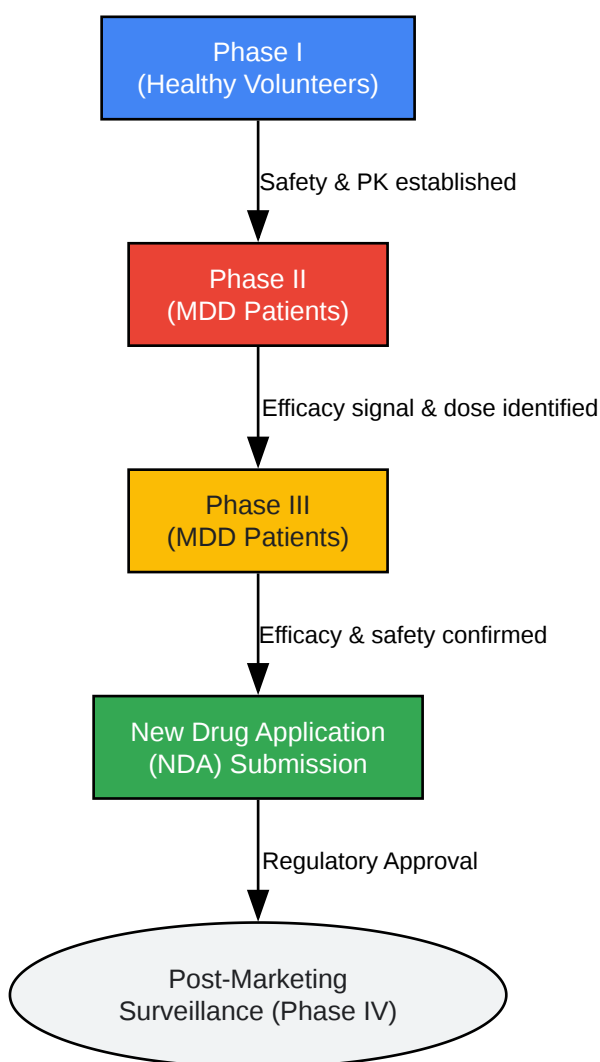 Phase I
(Healthy Volunteers)
Safety & PK established
Phase II
(MDD Patients)
Efficacy signal & dose identified
Phase III
(MDD Patients)
Efficacy & safety confirmed
New Drug Application
(NDA) Submission
Regulatory Approval
Post-Marketing
Surveillance (Phase IV)